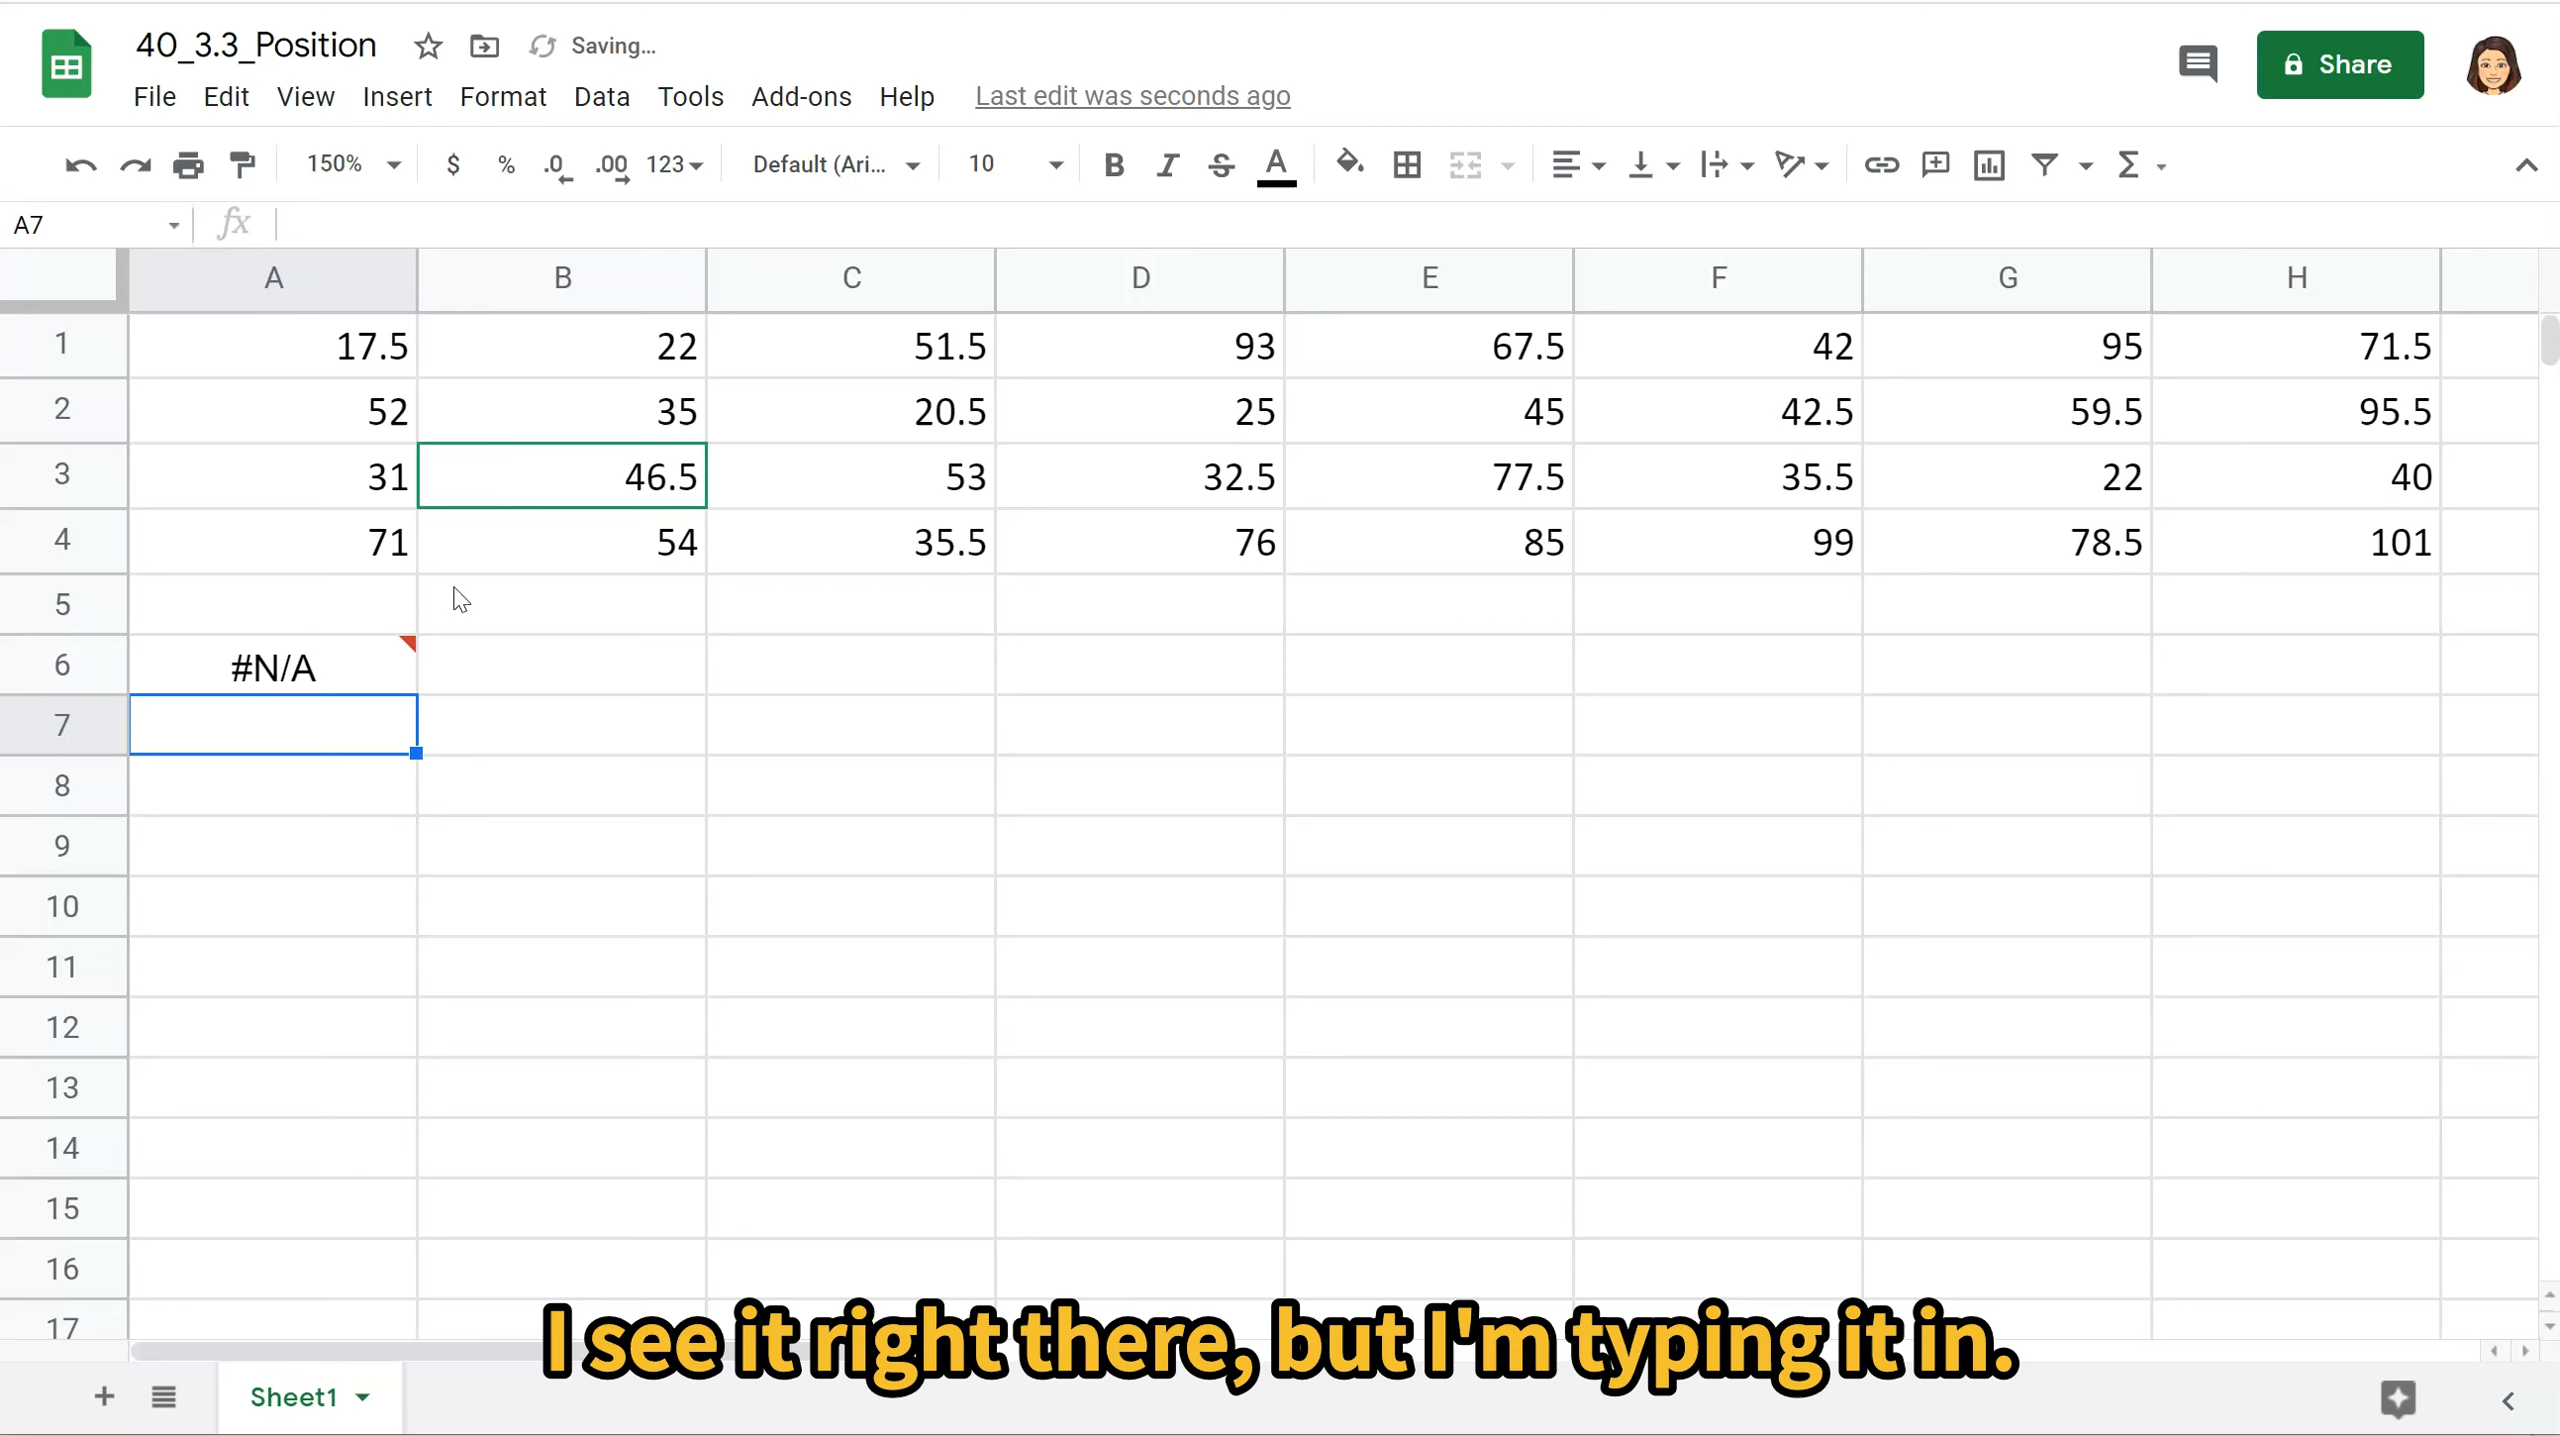 40_3.3_Position Saving...
File Edit View Insert Format Data Tools Add-ons Help Last edit was seconds ago
Share
150% $ % .0 .00 123 Default (Ari... 10 B I S A Σ
A7 fx
A B C D E F G H
1 17.5 22 51.5 93 67.5 42 95 71.5
2 52 35 20.5 25 45 42.5 59.5 95.5
3 31 46.5 53 32.5 77.5 35.5 22 40
4 71 54 35.5 76 85 99 78.5 101
5
6 #N/A
7
8
9
10
11
12
13
14
15
16
17
I see it right there, but I'm typing it in.
Sheet1